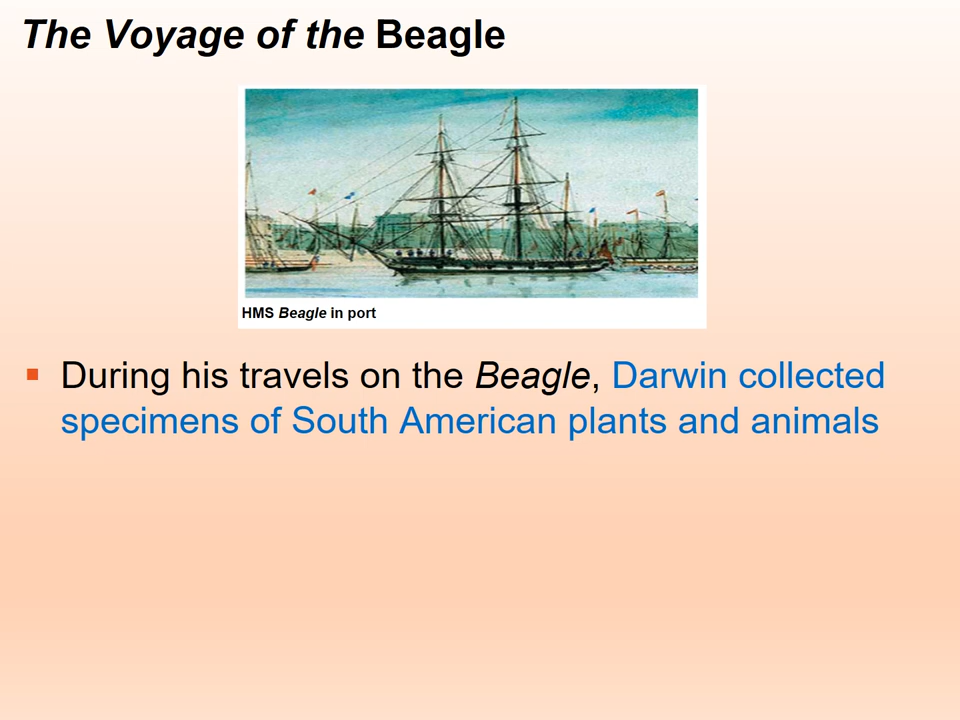 The Voyage of the Beagle
HMS Beagle in port
During his travels on the Beagle, Darwin collected
specimens of South American plants and animals